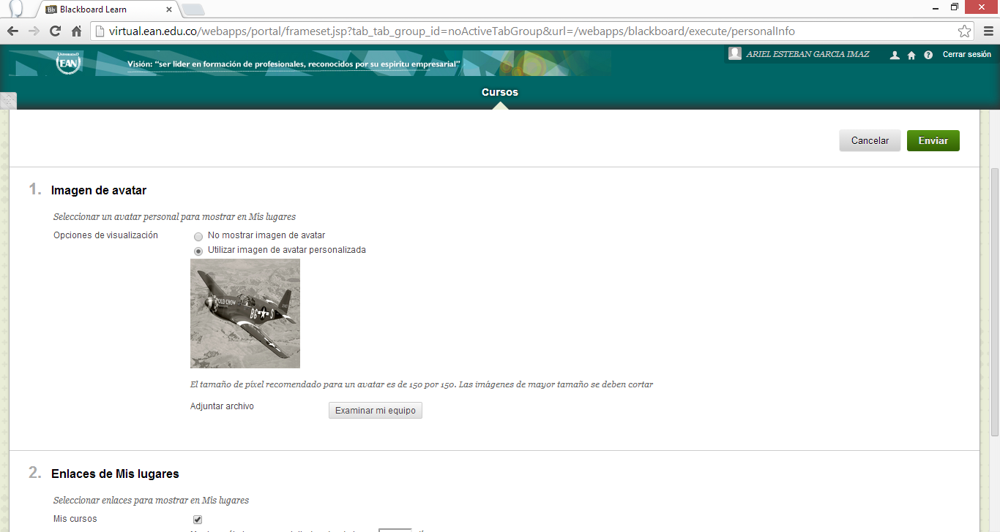 Bb Blackboard Learn
virtual.ean.edu.co/webapps/portal/frameset.jsp?tab_tab_group_id=noActiveTabGroup&url=/webapps/blackboard/execute/personalInfo
UNIVERSIDAD
EAN
Visión: “ser lider en formación de profesionales, reconocidos por su espíritu empresarial”
ARIEL ESTEBAN GARCIA IMAZ
Cerrar sesión
Cursos
Cancelar
Enviar
1. Imagen de avatar
Seleccionar un avatar personal para mostrar en Mis lugares
Opciones de visualización
No mostrar imagen de avatar
Utilizar imagen de avatar personalizada
OLD CROW
B6 S
El tamaño de píxel recomendado para un avatar es de 150 por 150. Las imágenes de mayor tamaño se deben cortar
Adjuntar archivo
Examinar mi equipo
2. Enlaces de Mis lugares
Seleccionar enlaces para mostrar en Mis lugares
Mis cursos